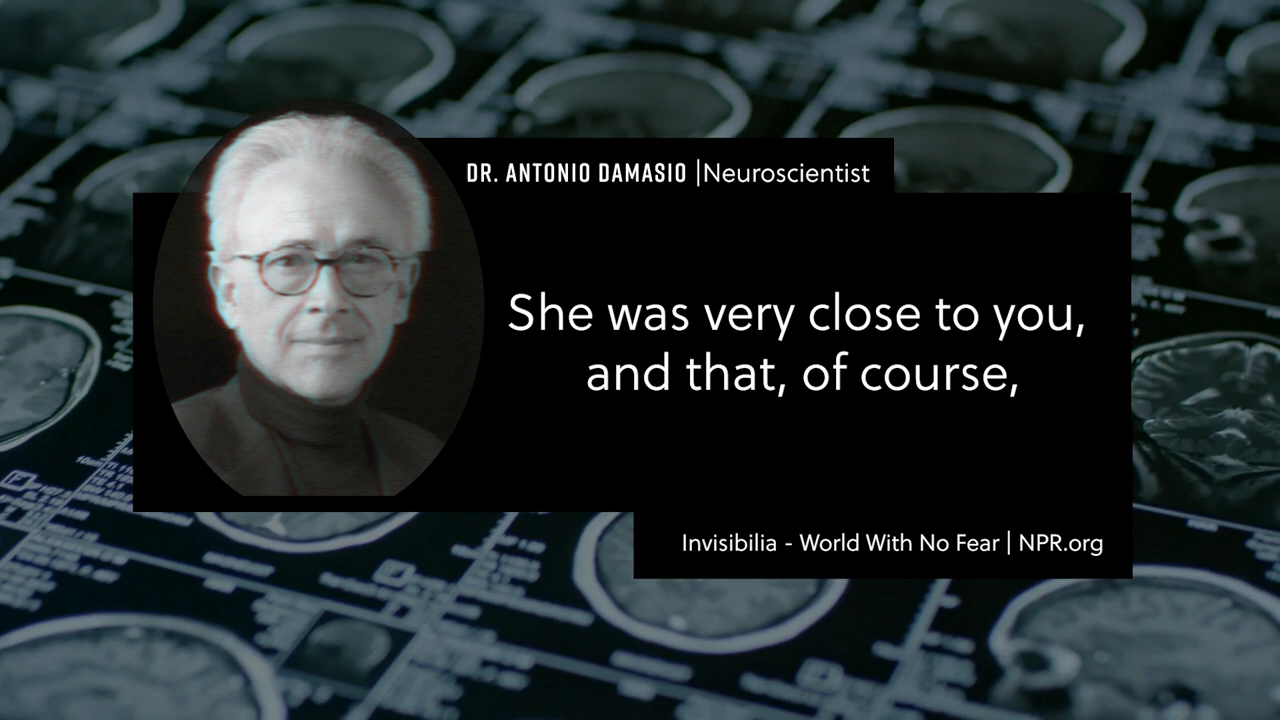 DR. ANTONIO DAMASIO |Neuroscientist
She was very close to you,
and that, of course,
Invisibilia - World With No Fear | NPR.org